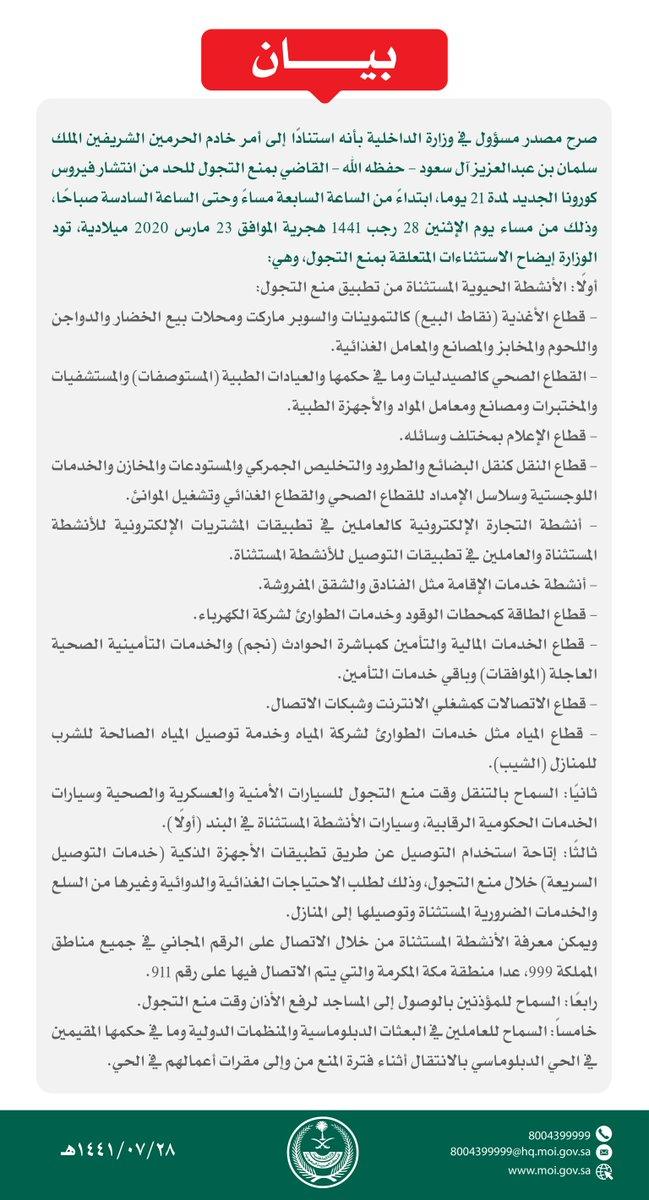 بيـــــــان
صرح مصدر مسؤول في وزارة الداخلية بأنه استنادًا إلى أمر خادم الحرمين الشريفين الملك
سلمان بن عبدالعزيز آل سعود – حفظه الله – القاضي بمنع التجول للحد من انتشار فيروس
كورونا الجديد لمدة 21 يوما، ابتداءً من الساعة السابعة مساءً وحتى الساعة السادسة صباحًا،
وذلك من مساء يوم الإثنين 28 رجب 1441 هجرية الموافق 23 مارس 2020 ميلادية، تود
الوزارة إيضاح الاستثناءات المتعلقة بمنع التجول، وهي:
أولًا: الأنشطة الحيوية المستثناة من تطبيق منع التجول:
– قطاع الأغذية (نقاط البيع) كالتموينات والسوبر ماركت ومحلات بيع الخضار والدواجن
واللحوم والمخابز والمصانع والمعامل الغذائية.
– القطاع الصحي كالصيدليات وما في حكمها والعيادات الطبية (المستوصفات) والمستشفيات
والمختبرات ومصانع ومعامل المواد والأجهزة الطبية.
– قطاع الإعلام بمختلف وسائله.
– قطاع النقل كنقل البضائع والطرود والتخليص الجمركي والمستودعات والمخازن والخدمات
اللوجستية وسلاسل الإمداد للقطاع الصحي والقطاع الغذائي وتشغيل الموانئ.
– أنشطة التجارة الإلكترونية كالعاملين في تطبيقات المشتريات الإلكترونية للأنشطة
المستثناة والعاملين في تطبيقات التوصيل للأنشطة المستثناة.
– أنشطة خدمات الإقامة مثل الفنادق والشقق المفروشة.
– قطاع الطاقة كمحطات الوقود وخدمات الطوارئ لشركة الكهرباء.
– قطاع الخدمات المالية والتأمين كمباشرة الحوادث (نجم) والخدمات التأمينية الصحية
العاجلة (الموافقات) وباقي خدمات التأمين.
– قطاع الاتصالات كمشغلي الانترنت وشبكات الاتصال.
– قطاع المياه مثل خدمات الطوارئ لشركة المياه وخدمة توصيل المياه الصالحة للشرب
للمنازل (الشيب).
ثانيًا: السماح بالتنقل وقت منع التجول للسيارات الأمنية والعسكرية والصحية وسيارات
الخدمات الحكومية الرقابية، وسيارات الأنشطة المستثناة في البند (أولًا).
ثالثًا: إتاحة استخدام التوصيل عن طريق تطبيقات الأجهزة الذكية (خدمات التوصيل
السريعة) خلال منع التجول، وذلك لطلب الاحتياجات الغذائية والدوائية وغيرها من السلع
والخدمات الضرورية المستثناة وتوصيلها إلى المنازل.
ويمكن معرفة الأنشطة المستثناة من خلال الاتصال على الرقم المجاني في جميع مناطق
المملكة 999، عدا منطقة مكة المكرمة والتي يتم الاتصال فيها على رقم 911.
رابعًا: السماح للمؤذنين بالوصول إلى المساجد لرفع الأذان وقت منع التجول.
خامساً: السماح للعاملين في البعثات الدبلوماسية والمنظمات الدولية وما في حكمها المقيمين
في الحي الدبلوماسي بالانتقال أثناء فترة المنع من وإلى مقرات أعمالهم في الحي.
8004399999
8004399999@hq.moi.gov.sa
www.moi.gov.sa
١٤٤١/٠٧/٢٨هـ